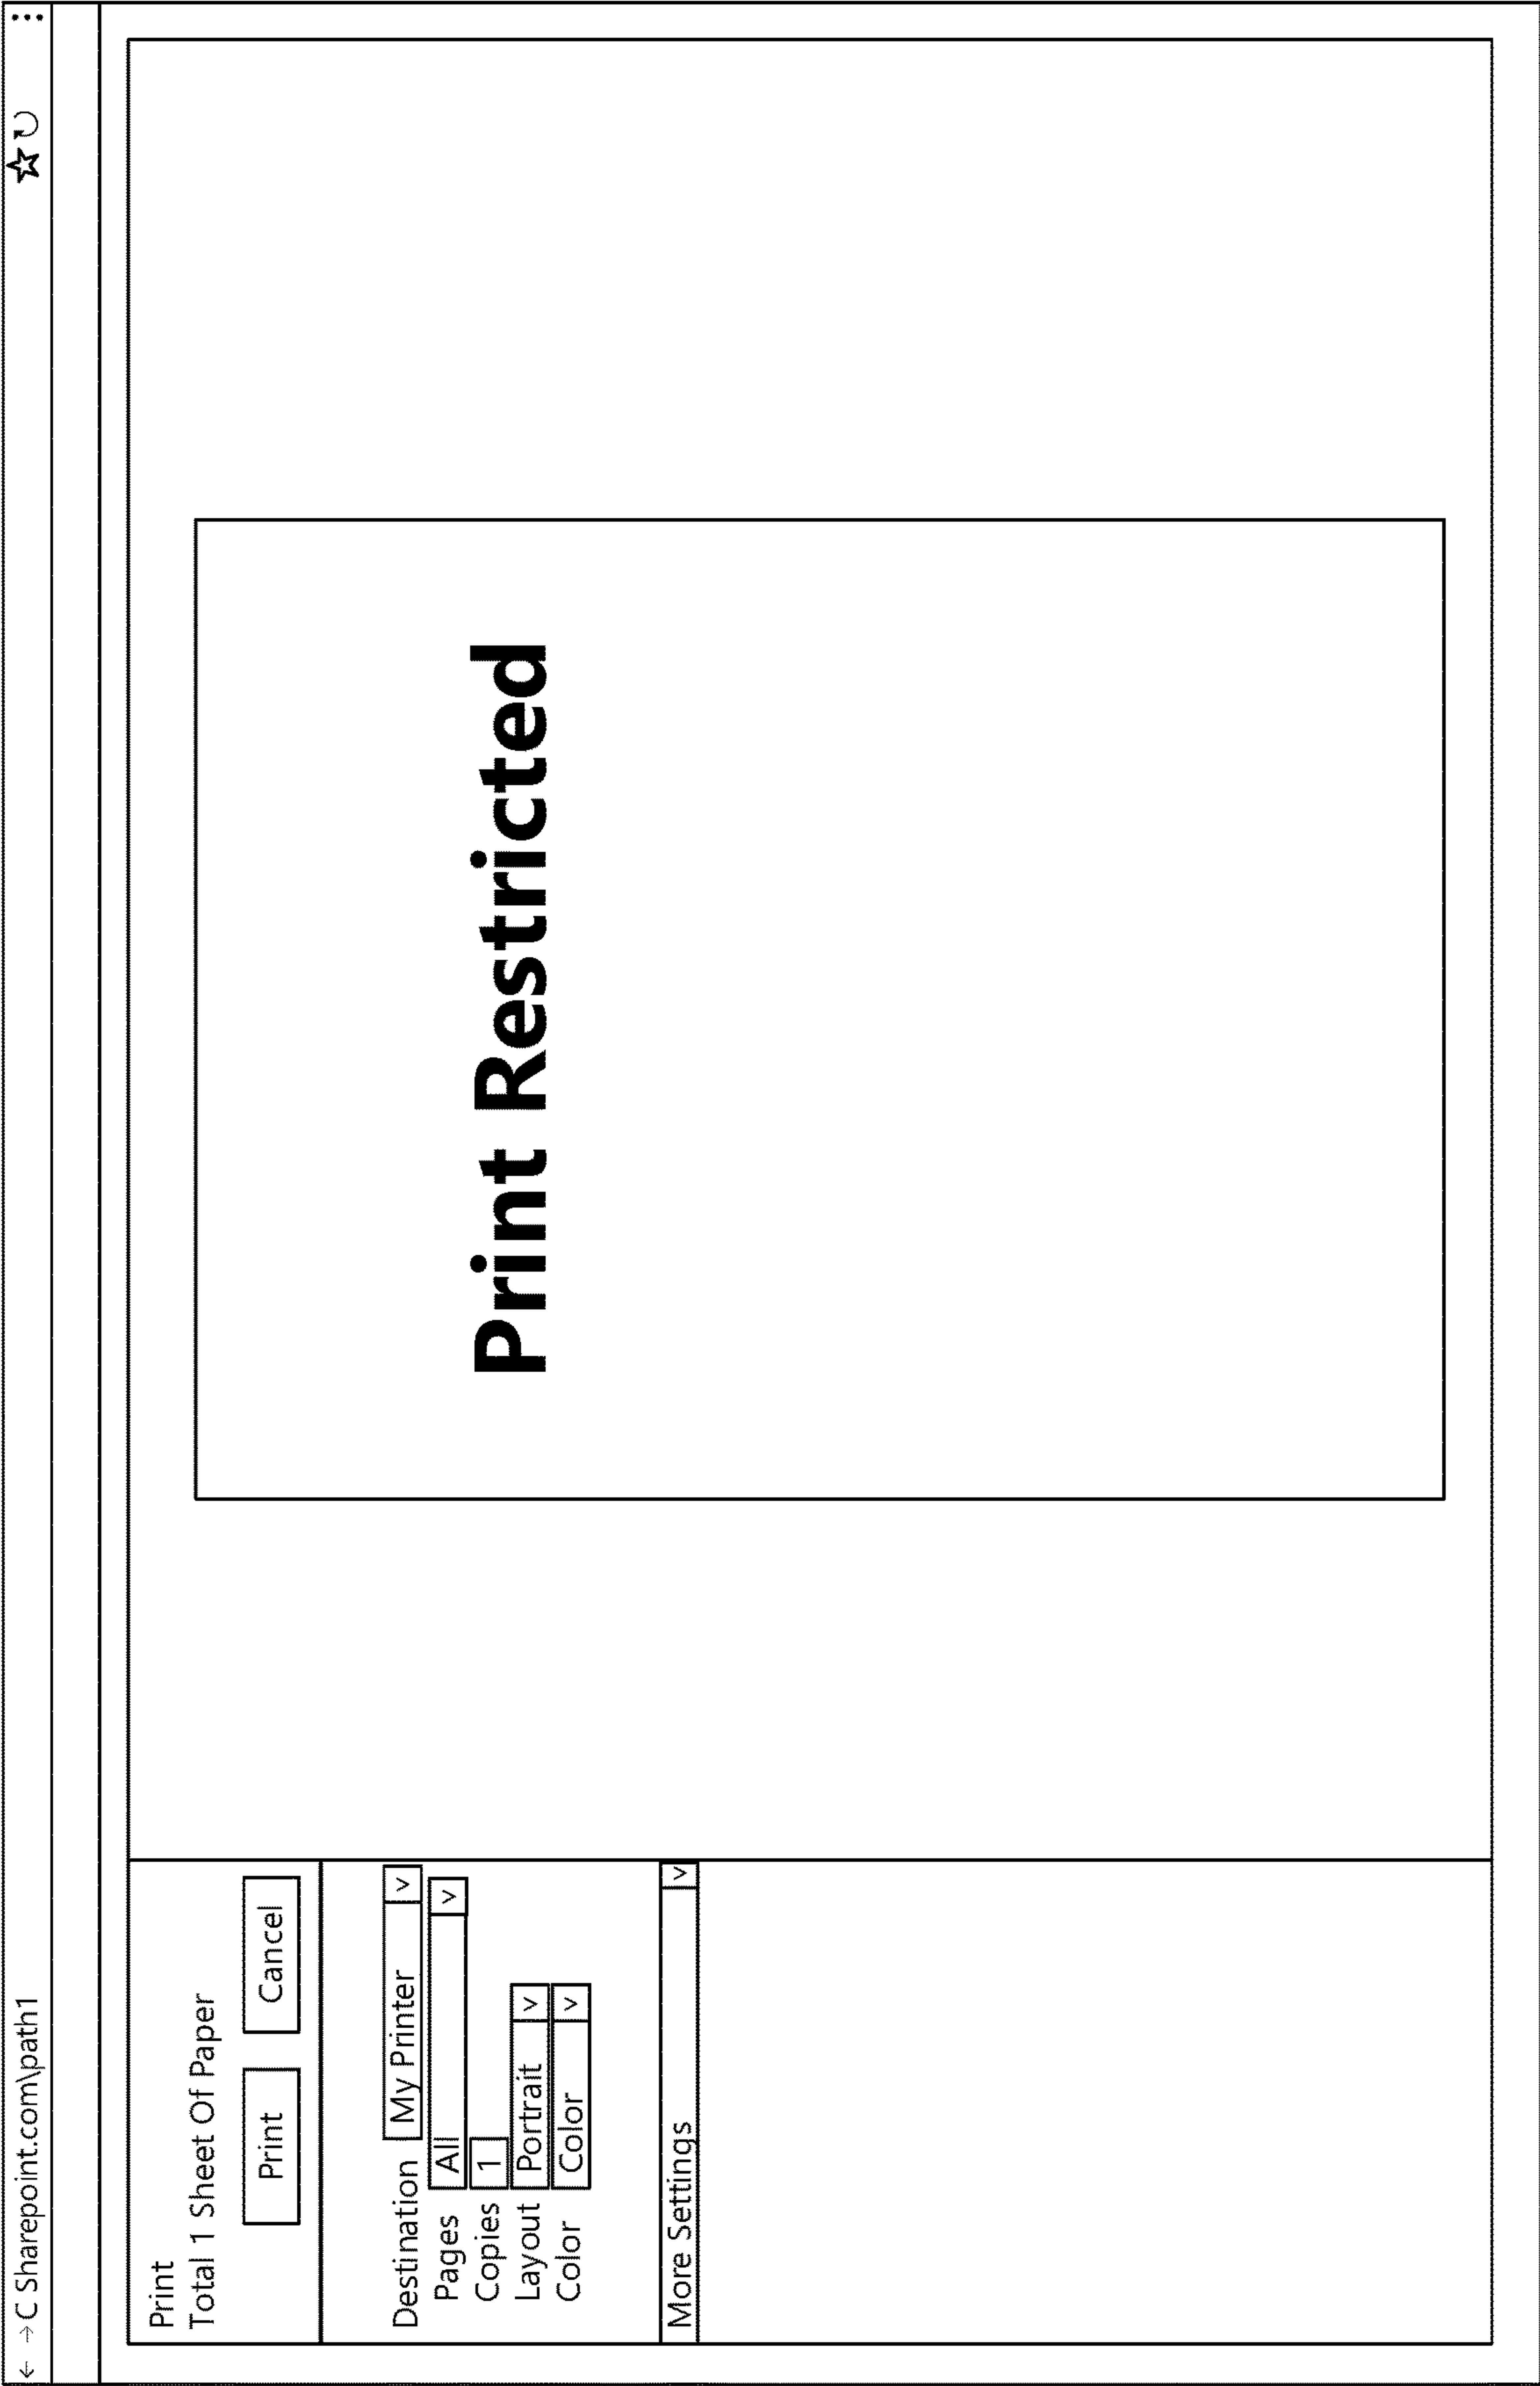 ← → C Sharepoint.com\path1
Print
Total 1 Sheet Of Paper
Print Cancel
Destination My Printer
Pages All
Copies 1
Layout Portrait
Color Color
More Settings
Print Restricted